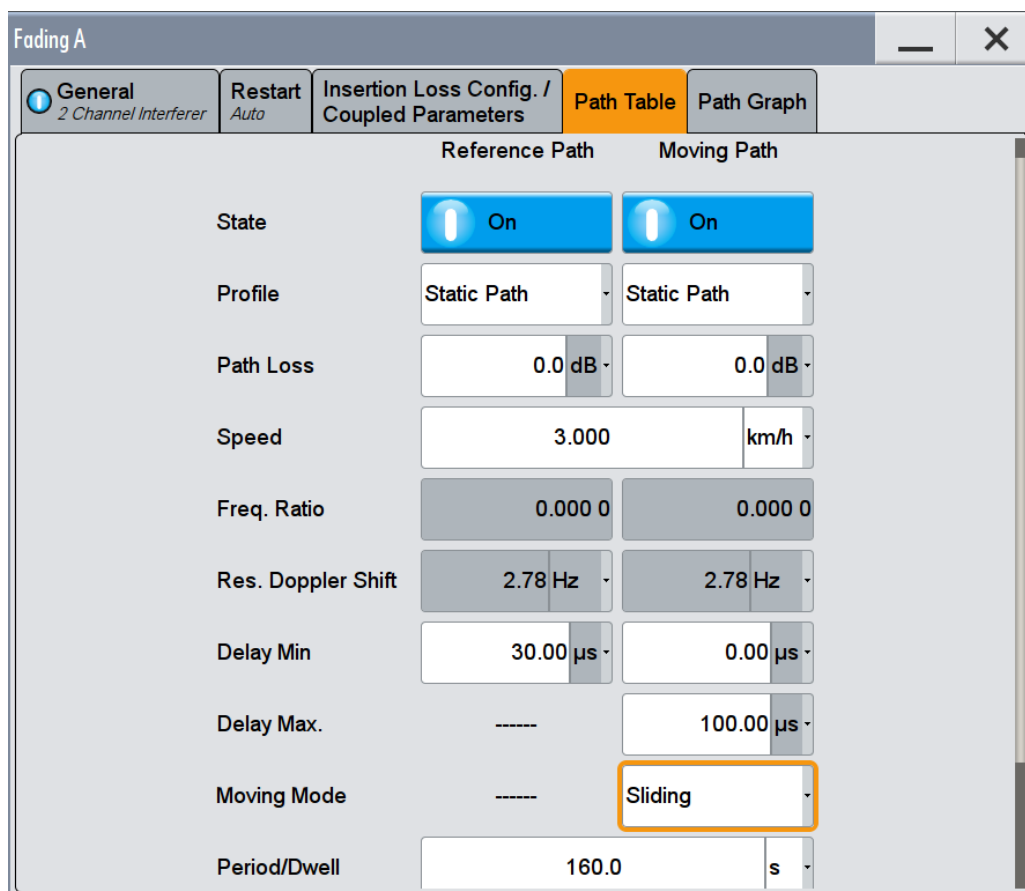 Fading A
General
2 Channel Interferer
Restart
Auto
Insertion Loss Config. /
Coupled Parameters
Path Table
Path Graph
Reference Path Moving Path
State On On
Profile Static Path Static Path
Path Loss 0.0 dB 0.0 dB
Speed 3.000 km/h
Freq. Ratio 0.000 0 0.000 0
Res. Doppler Shift 2.78 Hz 2.78 Hz
Delay Min 30.00 µs 0.00 µs
Delay Max. ------ 100.00 µs
Moving Mode ------ Sliding
Period/Dwell 160.0 s